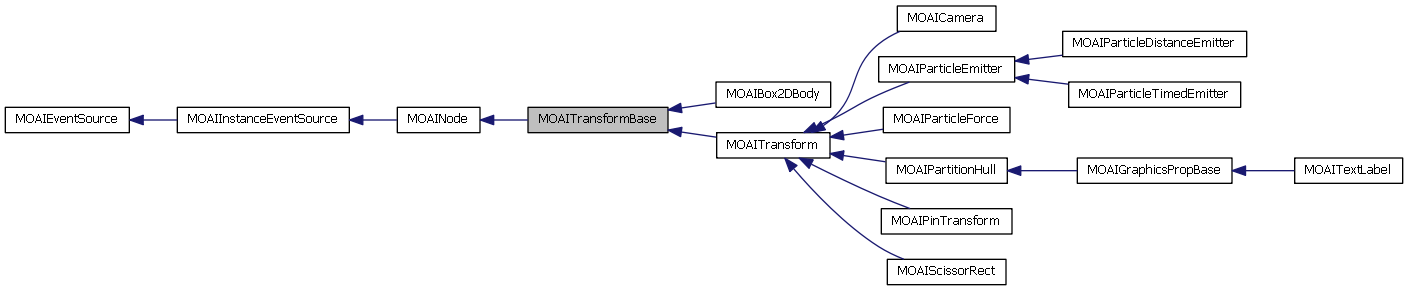 MOAICamera
MOAIParticleDistanceEmitter
MOAIParticleEmitter
MOAIBox2DBody
MOAIParticleTimedEmitter
MOAIEventSource
MOAIInstanceEventSource
MOAINode
MOAITransformBase
MOAIParticleForce
MOAITransform
MOAIPartitionHull
MOAIGraphicsPropBase
MOAITextLabel
MOAIPinTransform
MOAIScissorRect